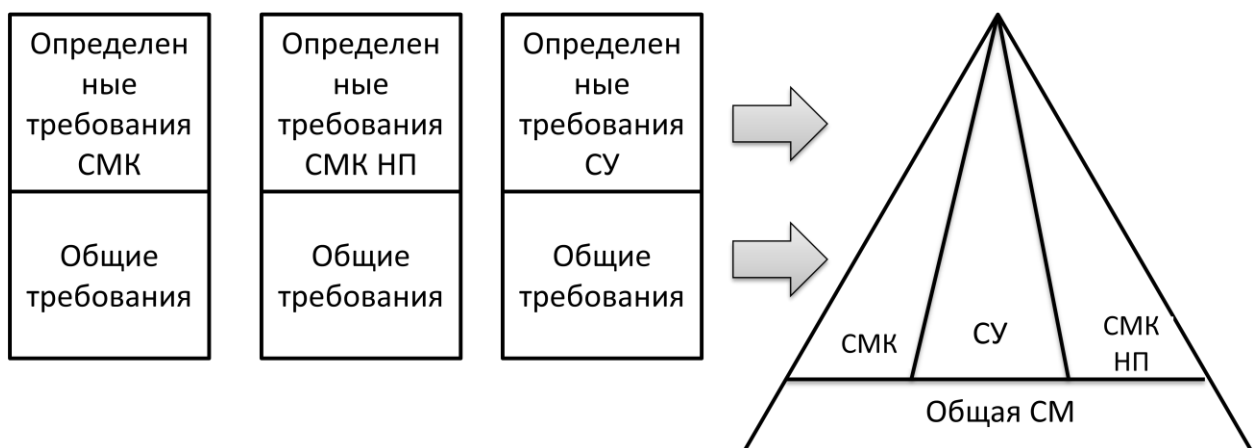 Определен
ные
требования
СМК
Общие
требования
Определен
ные
требования
СМК НП
Общие
требования
Определен
ные
требования
СУ
Общие
требования
СМК
СУ
СМК
НП
Общая СМ